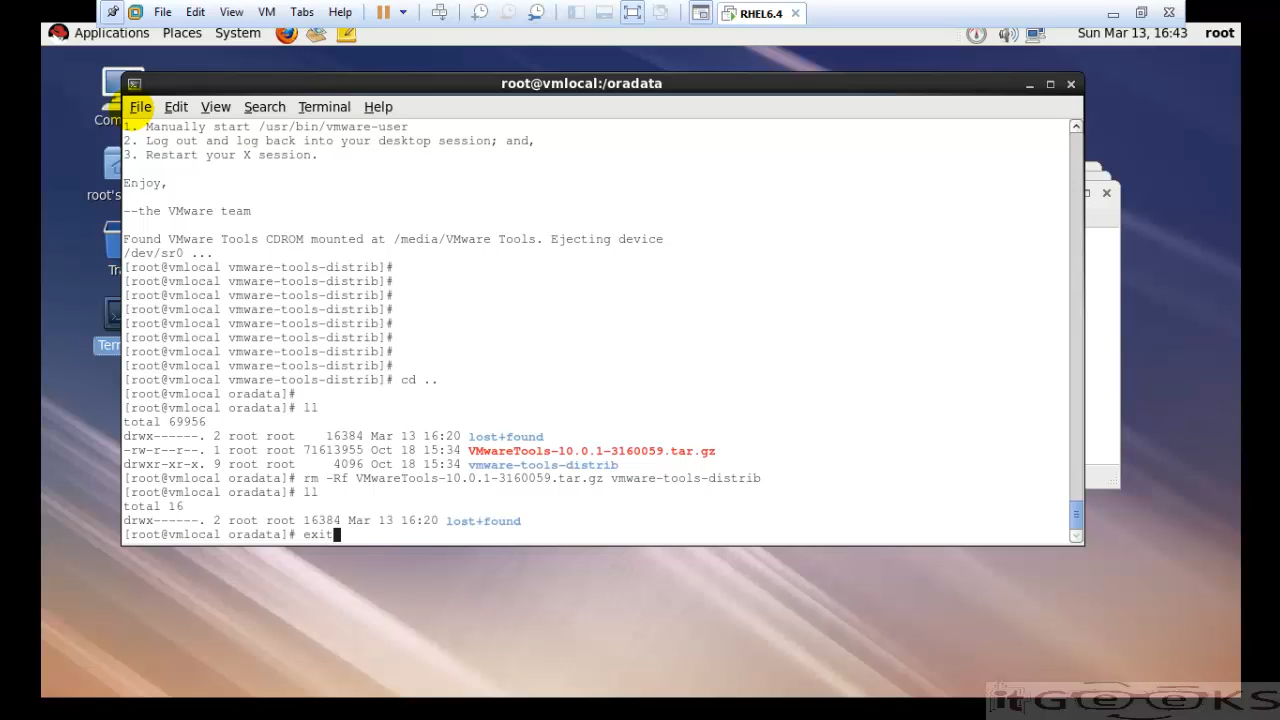 File Edit View VM Tabs Help
RHEL6.4
Applications Places System
Sun Mar 13, 16:43 root
root@vmlocal:/oradata
File Edit View Search Terminal Help
1. Manually start /usr/bin/vmware-user
2. Log out and log back into your desktop session; and,
3. Restart your X session.
Enjoy,
--the VMware team
Found VMware Tools CDROM mounted at /media/VMware Tools. Ejecting device
/dev/sr0 ...
[root@vmlocal vmware-tools-distrib]#
[root@vmlocal vmware-tools-distrib]#
[root@vmlocal vmware-tools-distrib]#
[root@vmlocal vmware-tools-distrib]#
[root@vmlocal vmware-tools-distrib]#
[root@vmlocal vmware-tools-distrib]#
[root@vmlocal vmware-tools-distrib]#
[root@vmlocal vmware-tools-distrib]#
[root@vmlocal vmware-tools-distrib]# cd ..
[root@vmlocal oradata]#
[root@vmlocal oradata]# ll
total 69956
drwx------. 2 root root 16384 Mar 13 16:20 lost+found
-rw-r--r--. 1 root root 71613955 Oct 18 15:34 VMwareTools-10.0.1-3160059.tar.gz
drwxr-xr-x. 9 root root 4096 Oct 18 15:34 vmware-tools-distrib
[root@vmlocal oradata]# rm -Rf VMwareTools-10.0.1-3160059.tar.gz vmware-tools-distrib
[root@vmlocal oradata]# ll
total 16
drwx------. 2 root root 16384 Mar 13 16:20 lost+found
[root@vmlocal oradata]# exit
Com
root's
Tra
Term
itGeeKS